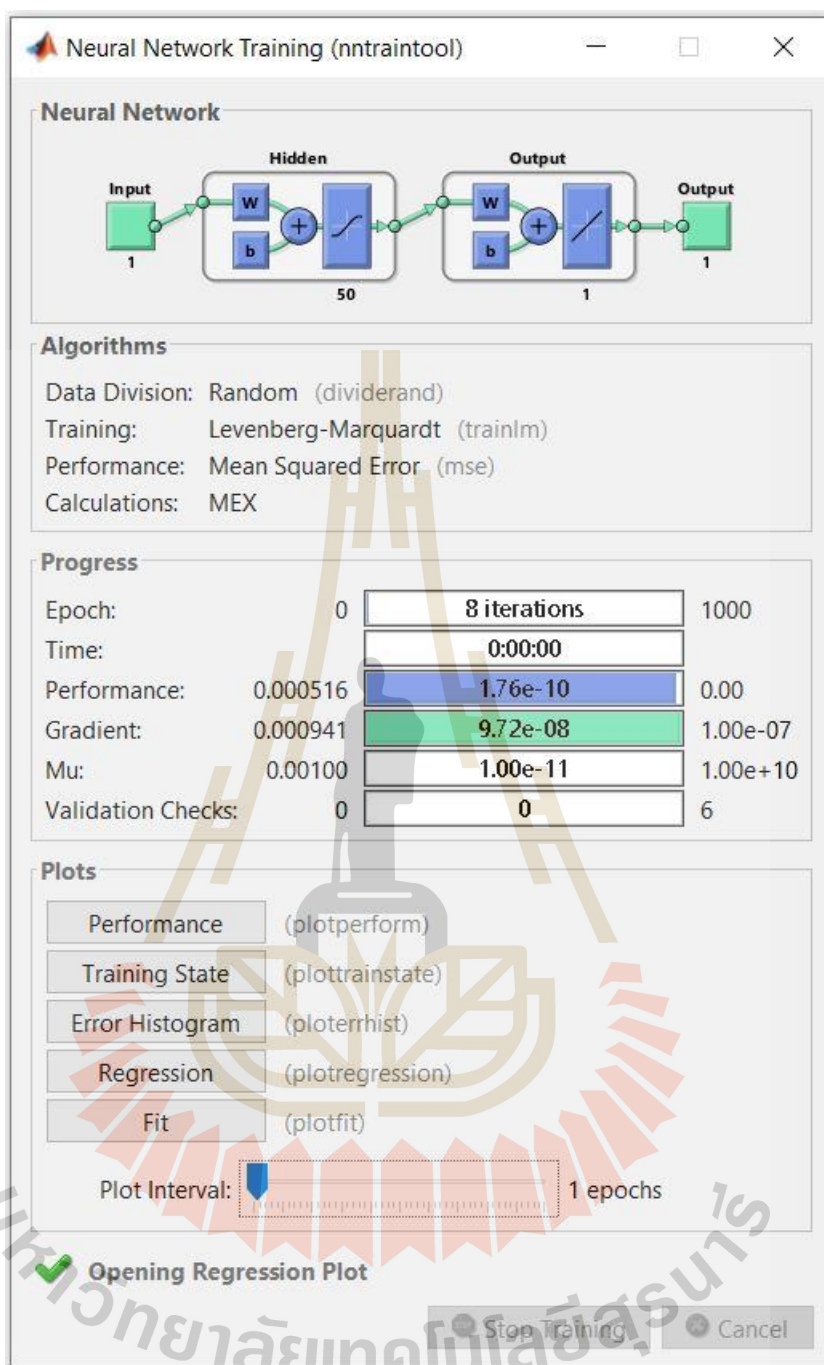 Neural Network Training (nntraintool)
Neural Network
Hidden
Output
Input
Output
W
W
+
+
b
b
1
50
1
1
Algorithms
Data Division: Random (dividerand)
Training: Levenberg-Marquardt (trainlm)
Performance: Mean Squared Error (mse)
Calculations: MEX
Progress
Epoch: 0 8 iterations 1000
Time: 0:00:00
Performance: 0.000516 1.76e-10 0.00
Gradient: 0.000941 9.72e-08 1.00e-07
Mu: 0.00100 1.00e-11 1.00e+10
Validation Checks: 0 0 6
Plots
Performance (plotperform)
Training State (plottrainstate)
Error Histogram (ploterrhist)
Regression (plotregression)
Fit (plotfit)
Plot Interval: 1 epochs
Opening Regression Plot
Stop Training Cancel